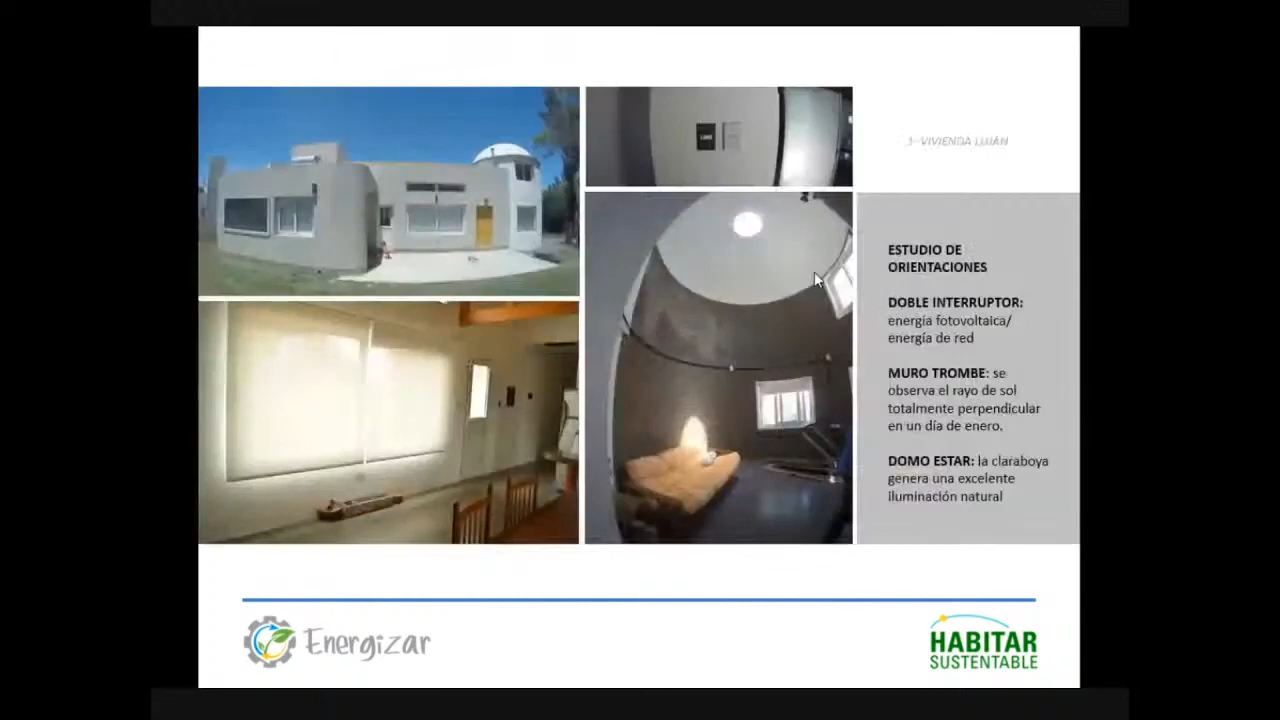 3- VIVIENDA LUJÁN
ESTUDIO DE
ORIENTACIONES
DOBLE INTERRUPTOR:
energía fotovoltaica/
energía de red
MURO TROMBE: se
observa el rayo de sol
totalmente perpendicular
en un día de enero.
DOMO ESTAR: la claraboya
genera una excelente
iluminación natural
Energizar
HABITAR
SUSTENTABLE